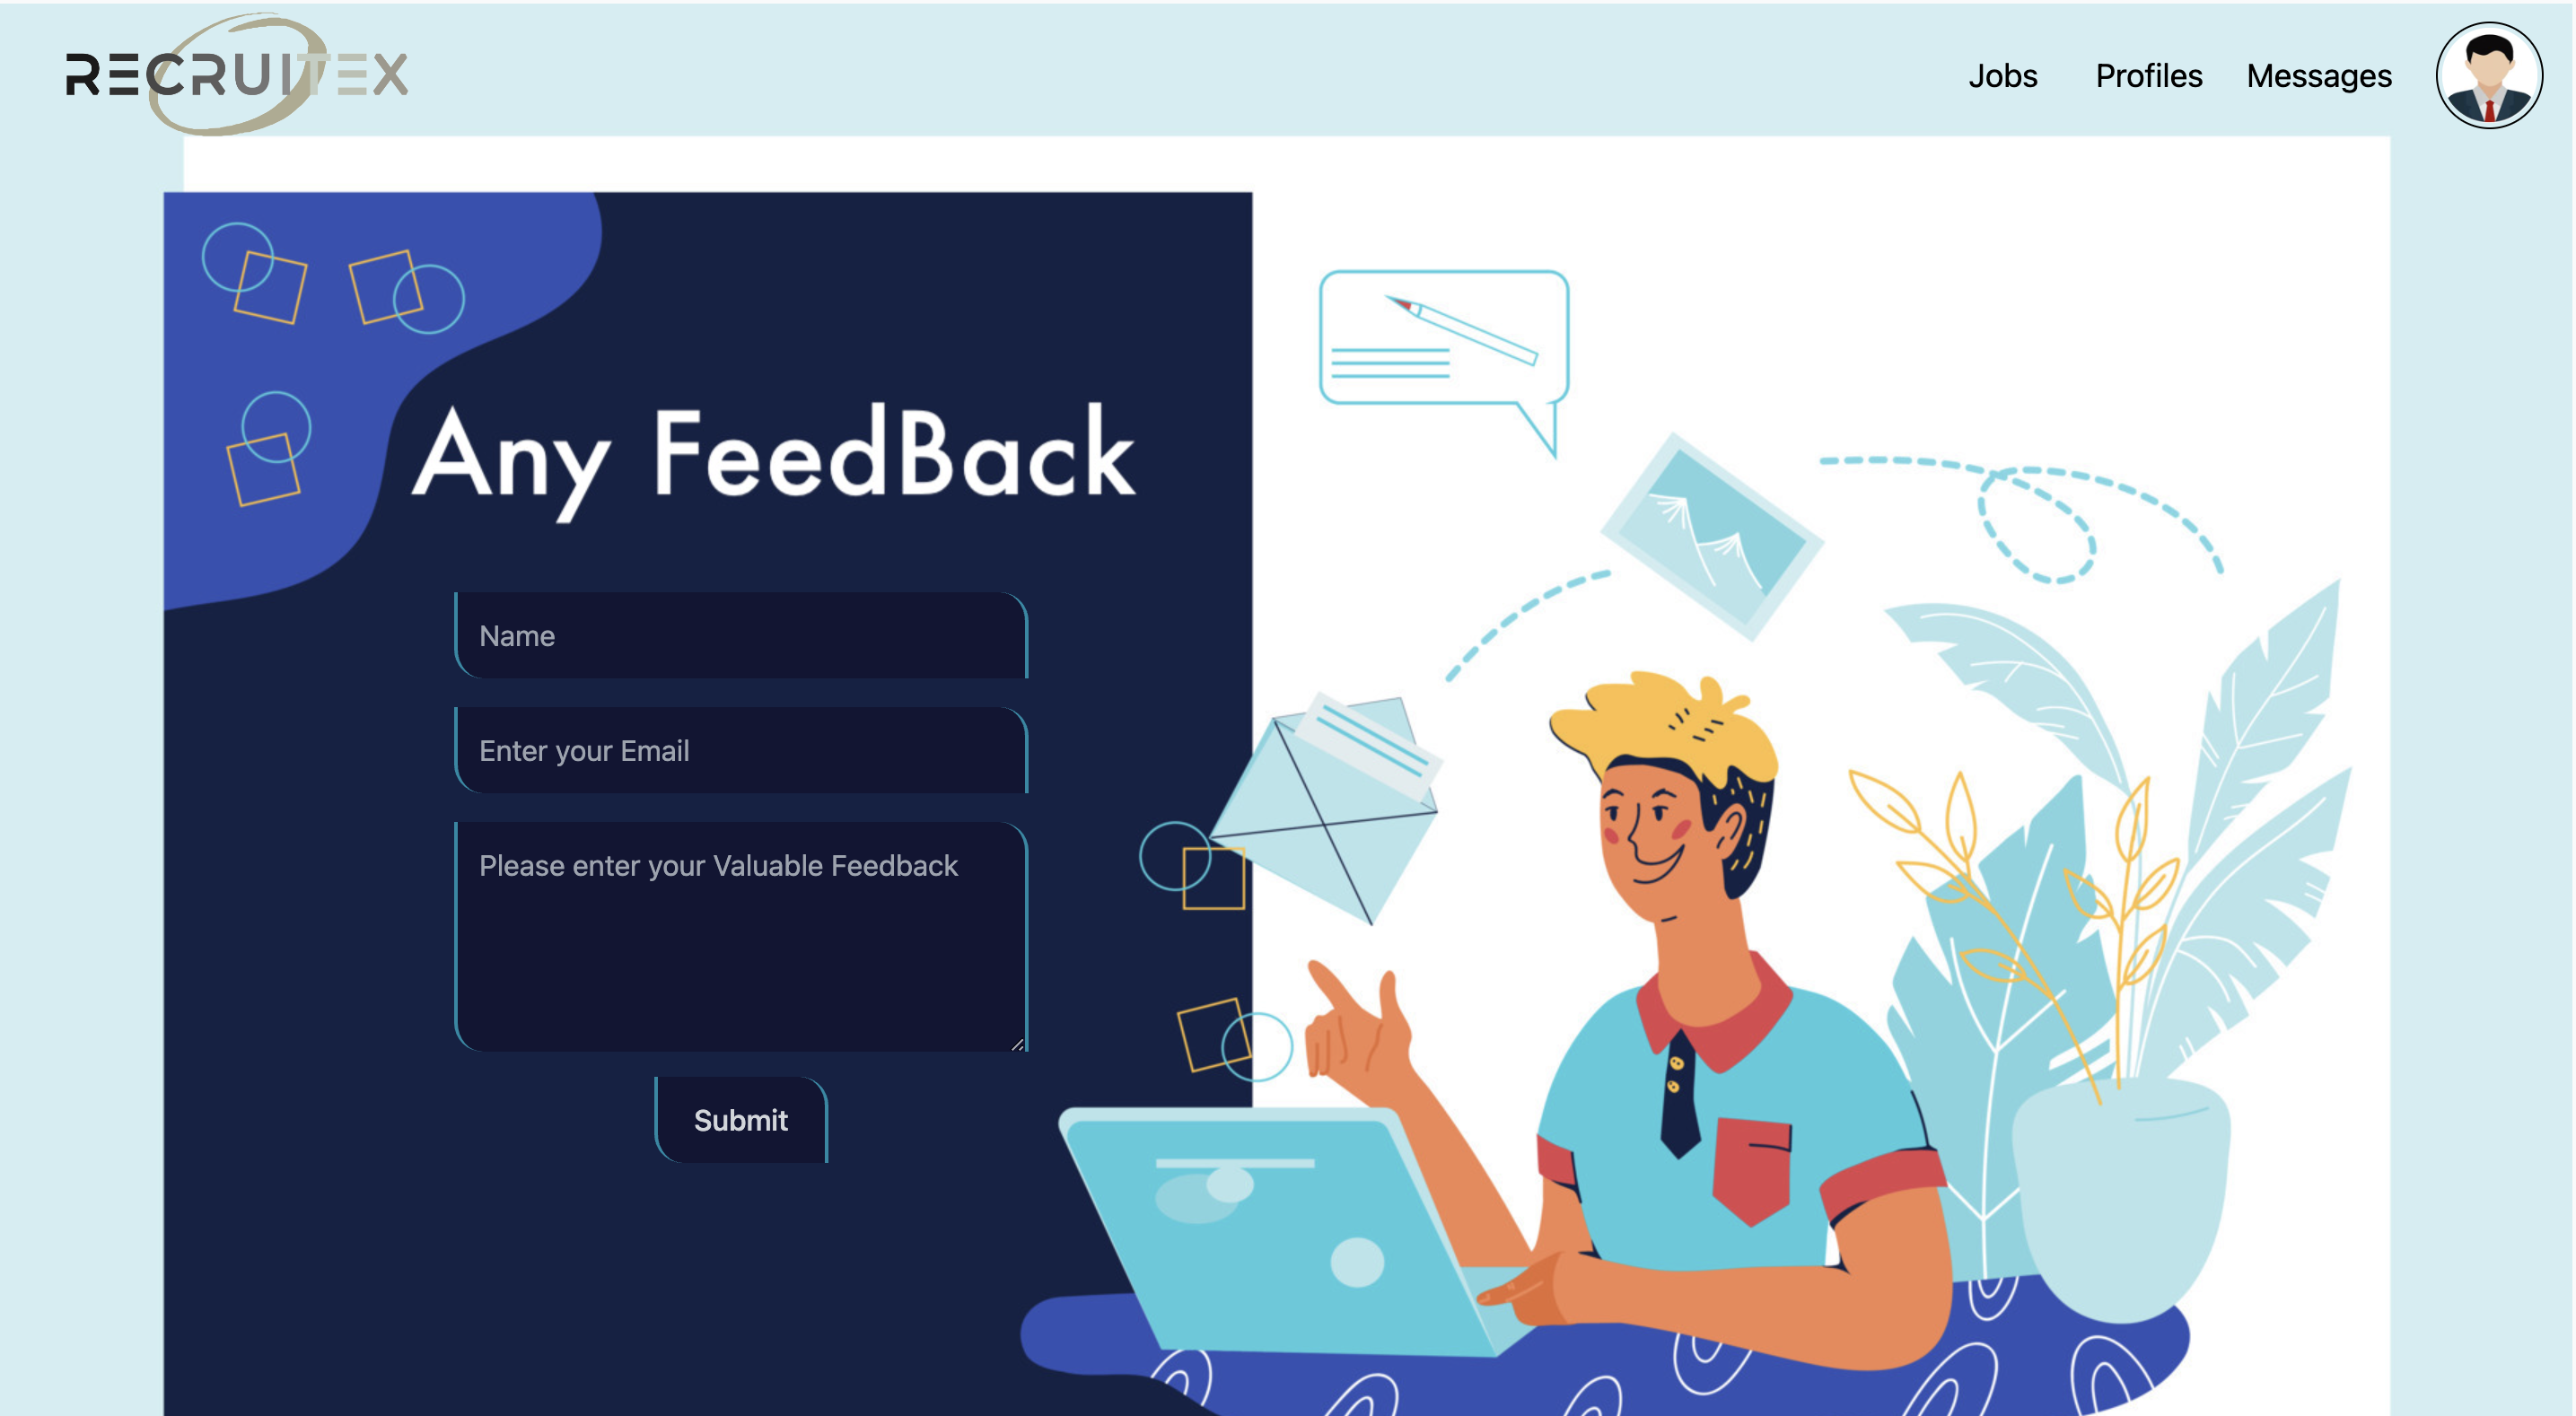 RECRUITEX
Jobs Profiles Messages
Any FeedBack
Name
Enter your Email
Please enter your Valuable Feedback
Submit